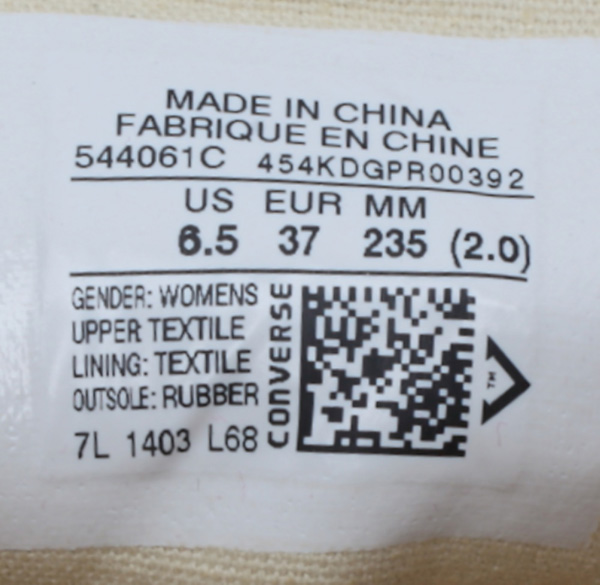 MADE IN CHINA
FABRIQUE EN CHINE
544061C 454KDGPR00392
US EUR MM
6.5 37 235 (2.0)
GENDER: WOMENS
UPPER TEXTILE
LINING: TEXTILE
OUTSOLE: RUBBER
7L 1403 L68
CONVERSE
TM